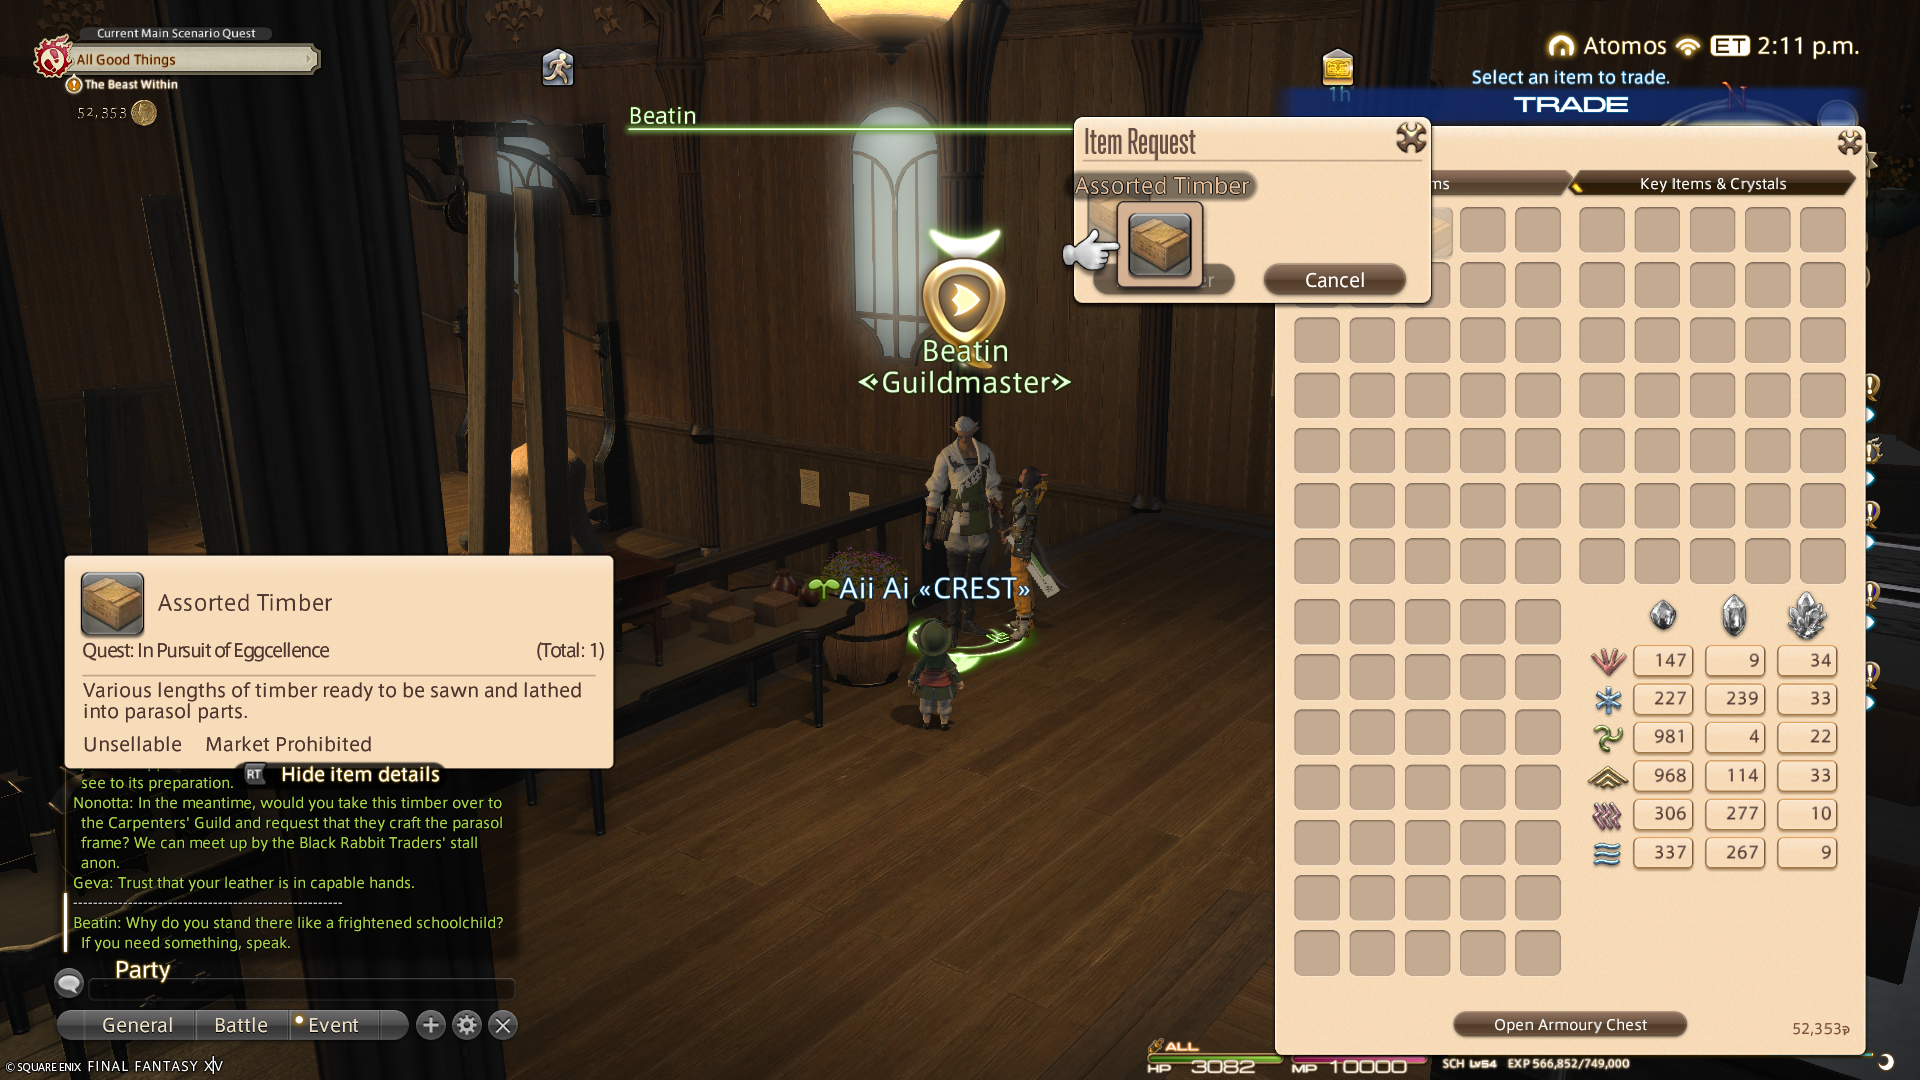 Current Main Scenario Quest
All Good Things
The Beast Within
52,353
Atomos ET 2:11 p.m.
Select an item to trade.
TRADE
1h
N
Beatin
Item Request
Assorted Timber
Cancel
Key Items & Crystals
Beatin
Guildmaster
Aii Ai «CREST»
Assorted Timber
Quest: In Pursuit of Eggcellence (Total: 1)
Various lengths of timber ready to be sawn and lathed
into parasol parts.
Unsellable Market Prohibited
RT Hide item details
see to its preparation.
Nonotta: In the meantime, would you take this timber over to
the Carpenters' Guild and request that they craft the parasol
frame? We can meet up by the Black Rabbit Traders' stall
anon.
Geva: Trust that your leather is in capable hands.
------------------------------------------------------
Beatin: Why do you stand there like a frightened schoolchild?
If you need something, speak.
Party
General Battle Event
147 9 34
227 239 33
981 4 22
968 114 33
306 277 10
337 267 9
Open Armoury Chest
52,353
© SQUARE ENIX FINAL FANTASY XIV
ALL
HP 3082 MP 10000 SCH Lv54 EXP 566,852/749,000